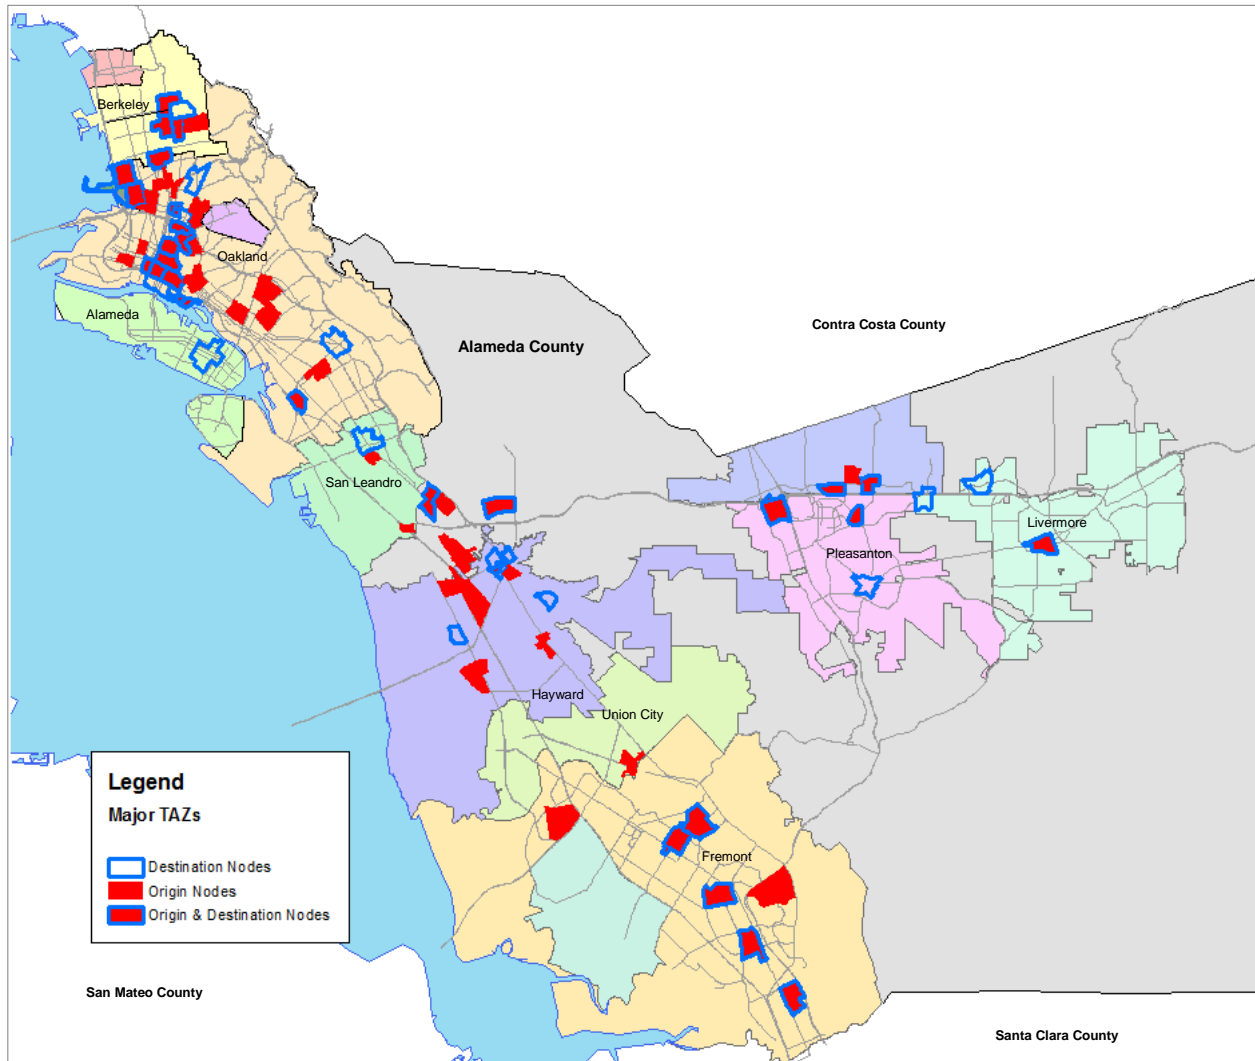 Berkeley
Oakland
Alameda
Contra Costa County
Alameda County
San Leandro
Livermore
Pleasanton
Hayward
Union City
Legend
Major TAZs
Destination Nodes
Origin Nodes
Origin & Destination Nodes
Fremont
San Mateo County
Santa Clara County